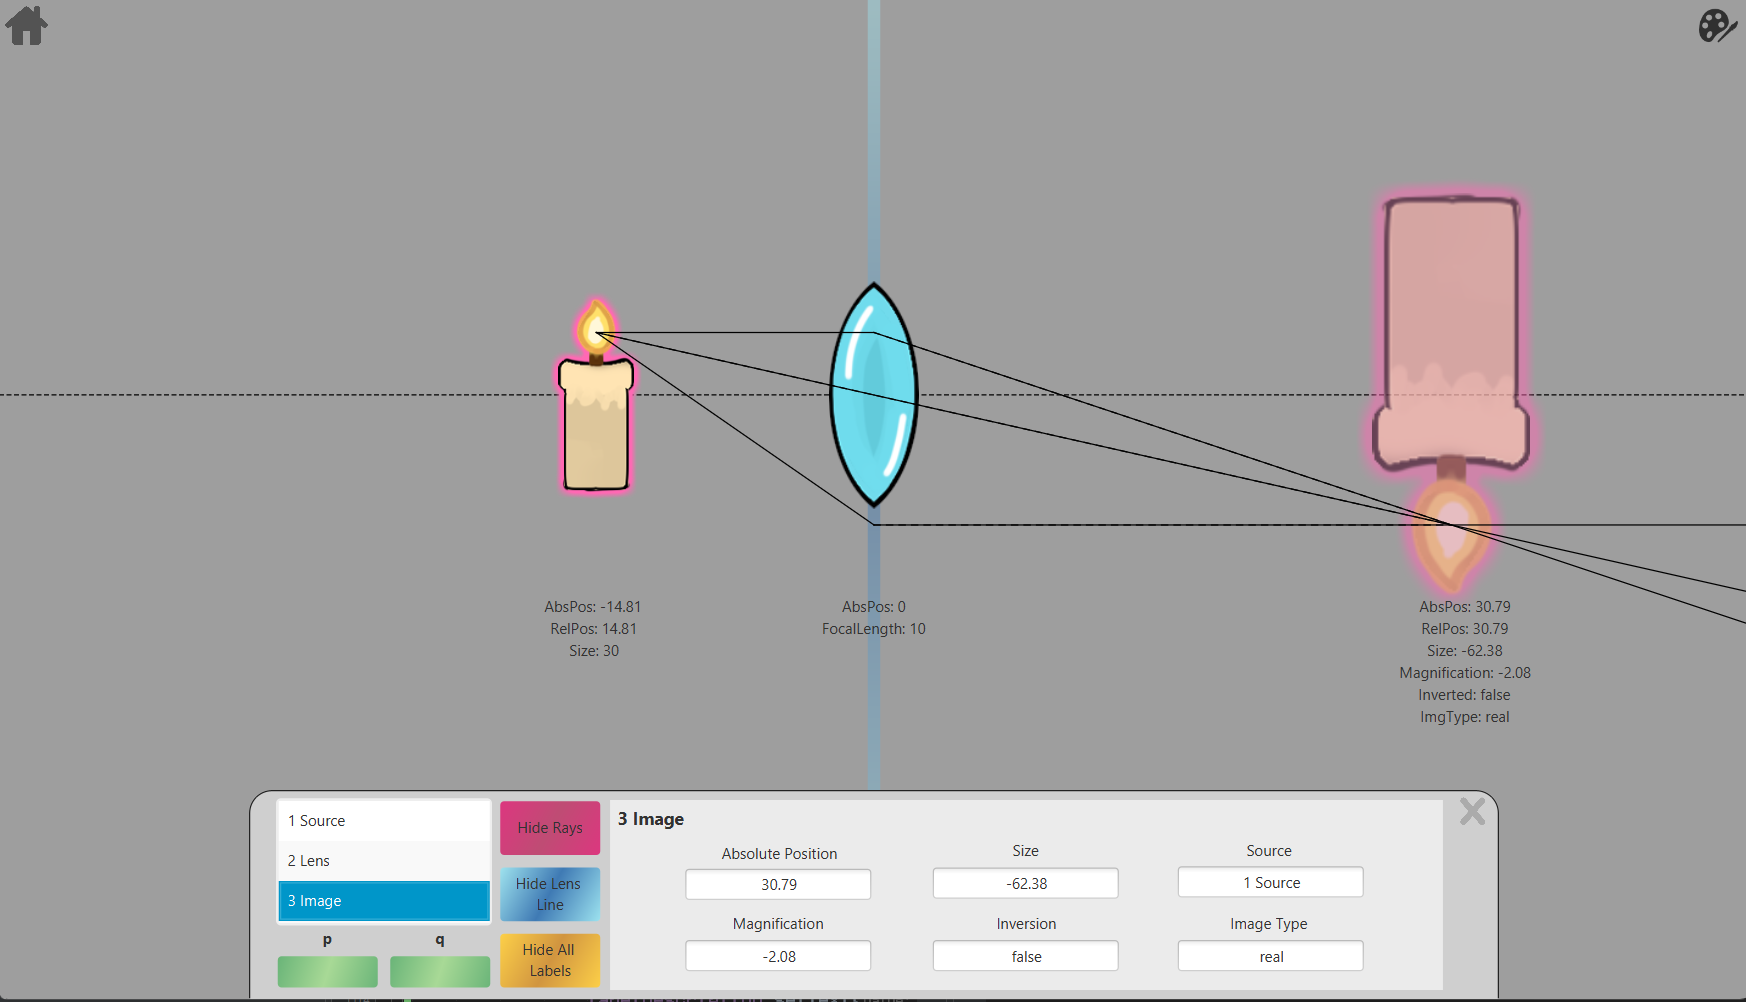 AbsPos: -14.81
RelPos: 14.81
Size: 30
AbsPos: 0
FocalLength: 10
AbsPos: 30.79
RelPos: 30.79
Size: -62.38
Magnification: -2.08
Inverted: false
ImgType: real
1 Source
2 Lens
3 Image
p
q
Hide Rays
Hide Lens
Line
Hide All
Labels
3 Image
Absolute Position
30.79
Size
-62.38
Source
1 Source
Magnification
-2.08
Inversion
false
Image Type
real